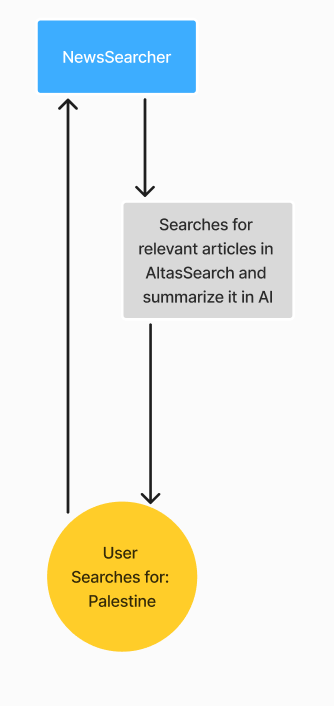 NewsSearcher
Searches for
relevant articles in
AltasSearch and
summarize it in AI
User
Searches for:
Palestine